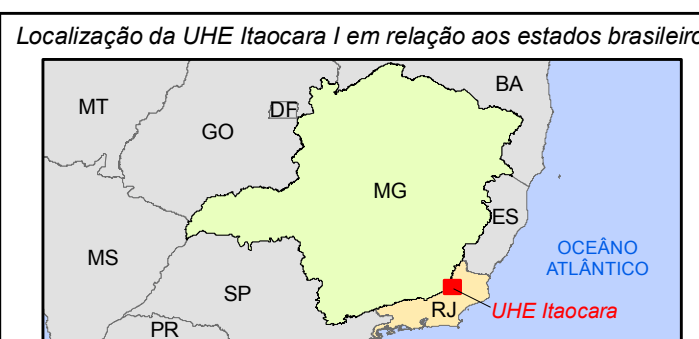 Localização da UHE Itaocara I em relação aos estados brasileiro
BA
MT
DF
GO
MG
ES
OCEÂNO
ATLÂNTICO
MS
SP
RJ
UHE Itaocara
PR